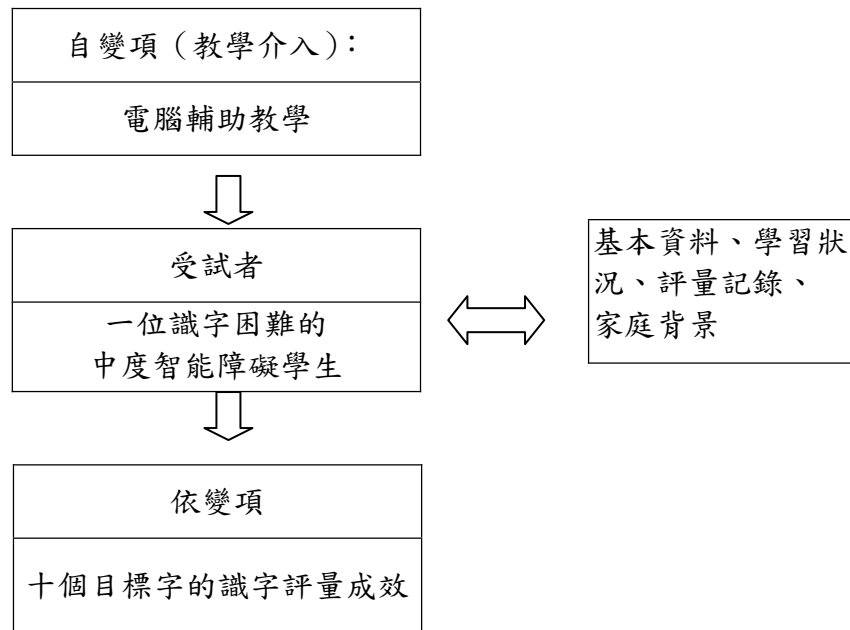 自變項（教學介入）：
電腦輔助教學
受試者
一位識字困難的
中度智能障礙學生
基本資料、學習狀
況、評量記錄、
家庭背景
依變項
十個目標字的識字評量成效